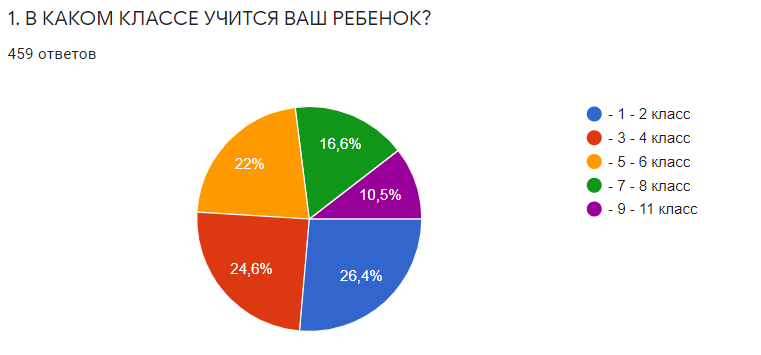 1. В КАКОМ КЛАССЕ УЧИТСЯ ВАШ РЕБЕНОК?
459 ответов
16,6%
22%
10,5%
24,6%
26,4%
- 1 - 2 класс
- 3 - 4 класс
- 5 - 6 класс
- 7 - 8 класс
- 9 - 11 класс